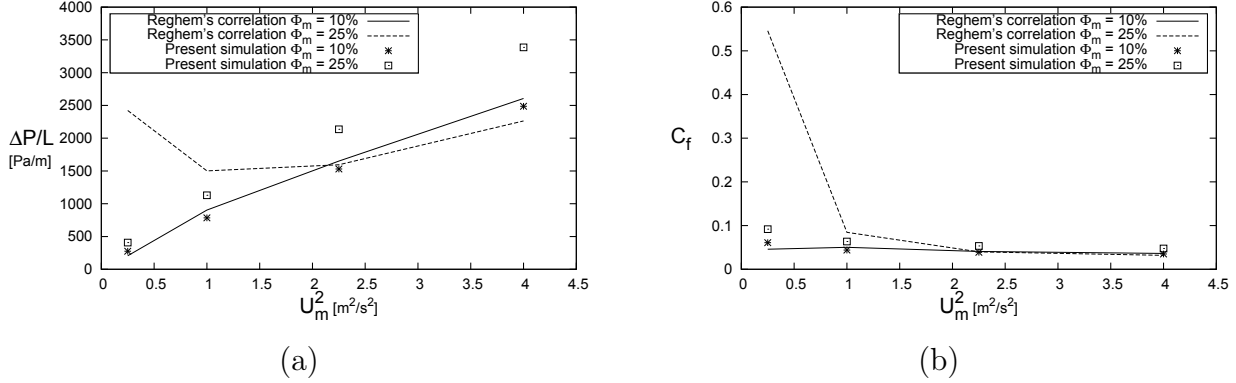 4000
3500
3000
2500
2000
1500
1000
500
0
ΔP/L
[Pa/m]
Reghem's correlation Φm = 10%
Reghem's correlation Φm = 25%
Present simulation Φm = 10%
Present simulation Φm = 25%
0 0.5 1 1.5 2 2.5 3 3.5 4 4.5
U²m [m²/s²]
(a)
0.6
0.5
0.4
0.3
0.2
0.1
0
Cf
Reghem's correlation Φm = 10%
Reghem's correlation Φm = 25%
Present simulation Φm = 10%
Present simulation Φm = 25%
0 0.5 1 1.5 2 2.5 3 3.5 4 4.5
U²m [m²/s²]
(b)